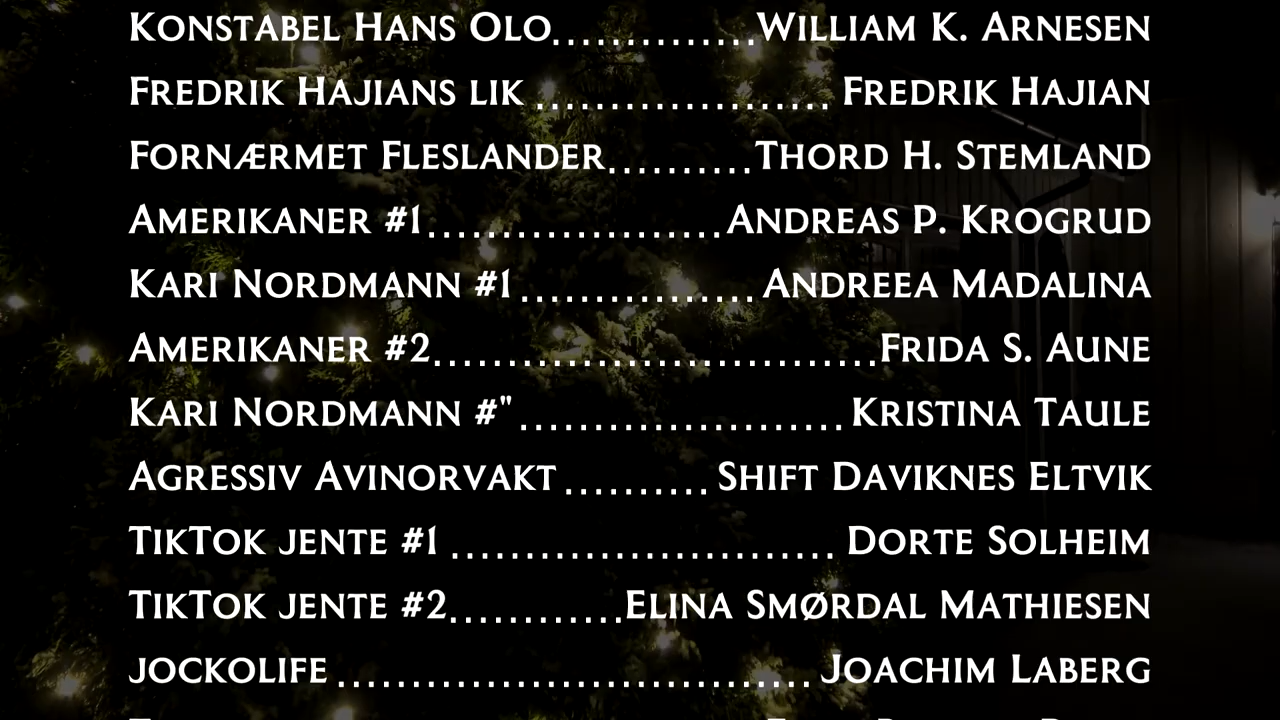 Konstabel Hans Olo..............William K. Arnesen
Fredrik Hajians lik .................... Fredrik Hajian
Fornærmet Fleslander..........Thord H. Stemland
Amerikaner #1....................Andreas P. Krogrud
Kari Nordmann #1................Andreea Madalina
Amerikaner #2..............................Frida S. Aune
Kari Nordmann #"...................... Kristina Taule
Agressiv Avinorvakt .......... Shift Daviknes Eltvik
TikTok jente #1 .......................... Dorte Solheim
TikTok jente #2............Elina Smørdal Mathiesen
jockolife ................................ Joachim Laberg